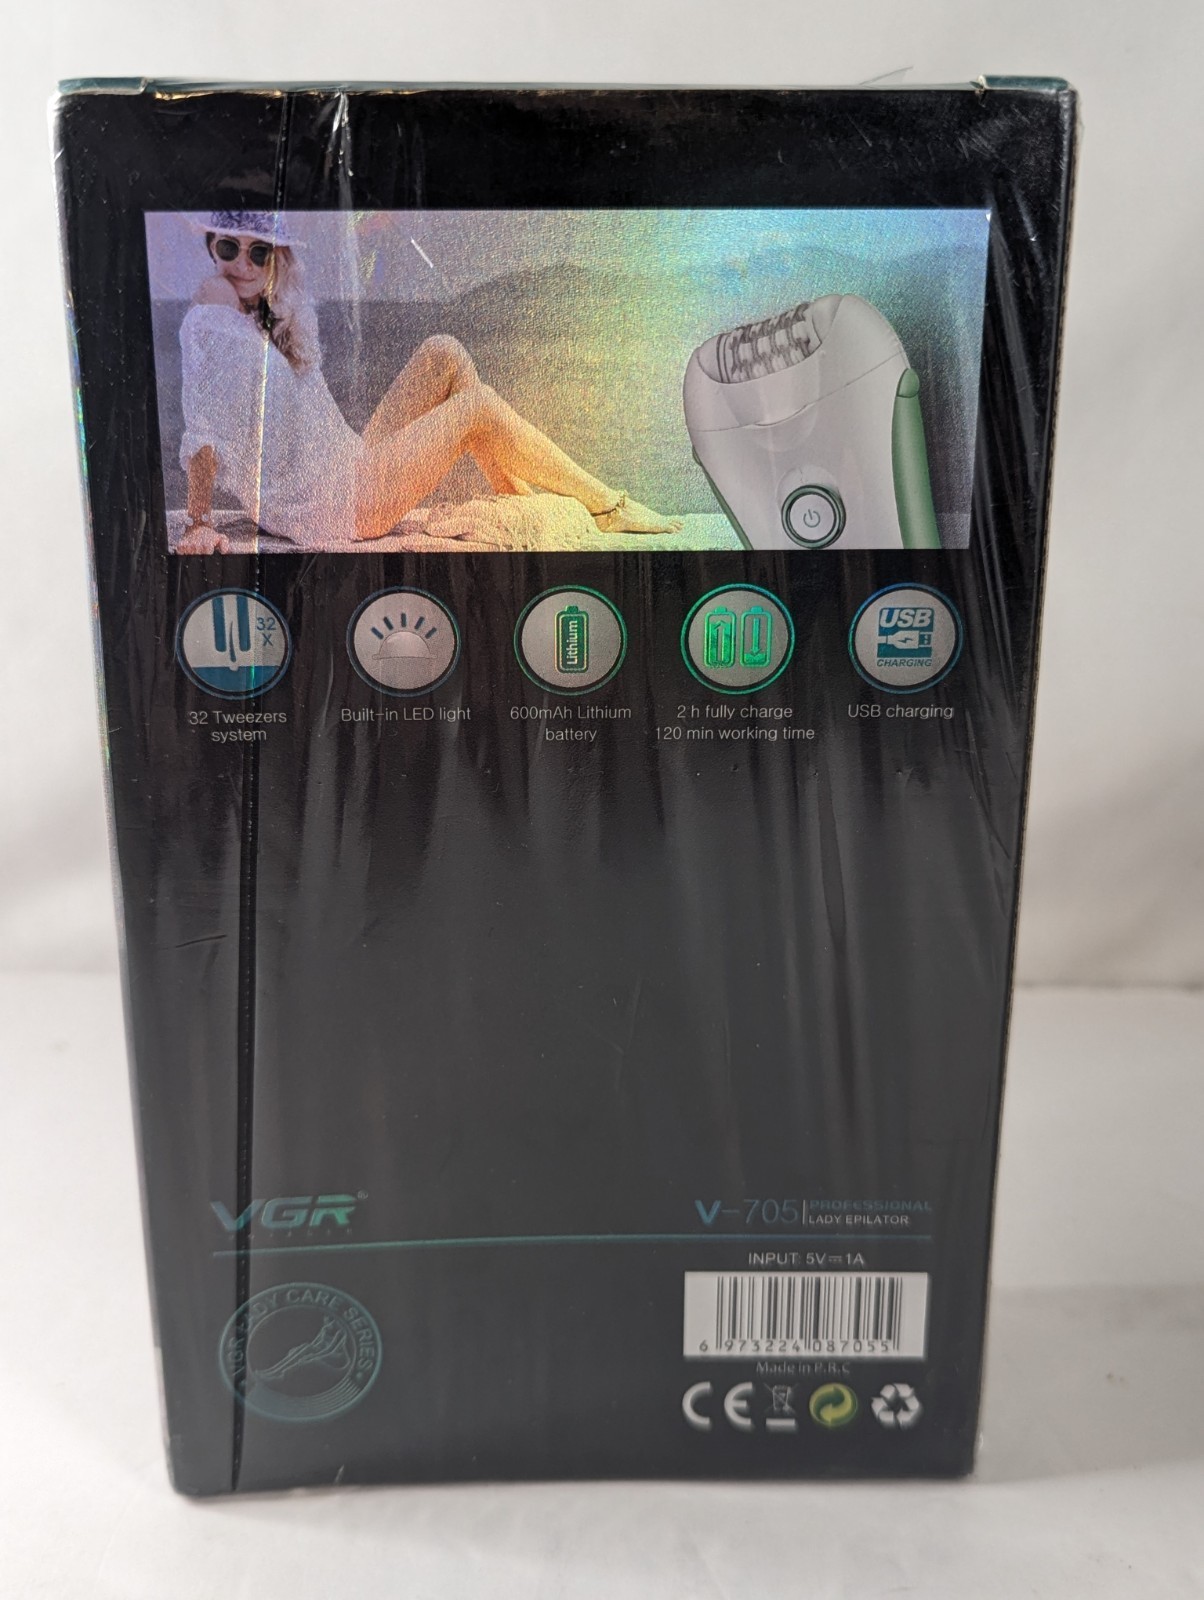 32
X
Lithium
USB
CHARGING
32 Tweezers
system
Built-in LED light
600mAh Lithium
battery
2 h fully charge
120 min working time
USB charging
VGR®
V-705
PROFESSIONAL
LADY EPILATOR
INPUT: 5V⎓1A
VGR LADY CARE SERIES
6 973224 087055
Made in P.R.C
CE